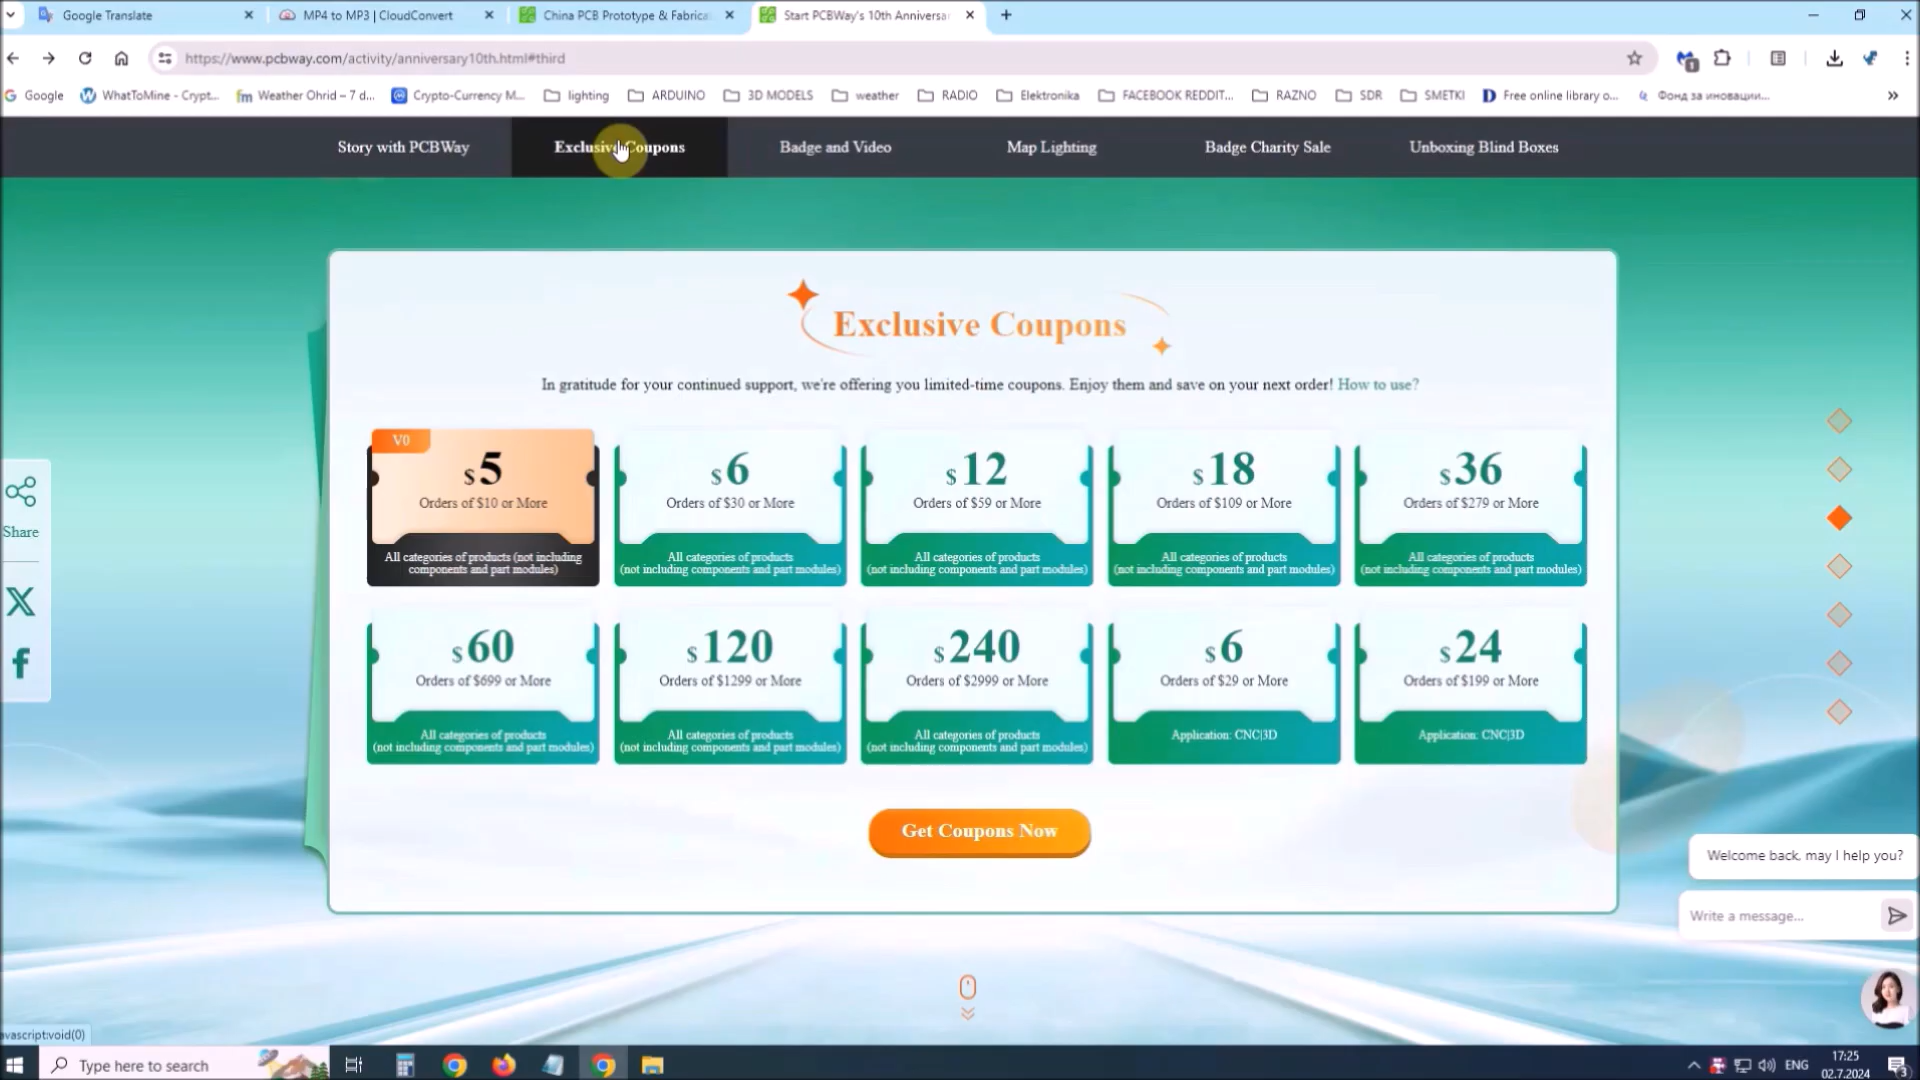 Google Translate
MP4 to MP3 | CloudConvert
China PCB Prototype & Fabrica
Start PCBWay's 10th Anniversa
https://www.pcbway.com/activity/anniversary10th.html#third
1
Google
WhatToMine - Crypt...
fm Weather Ohrid – 7 d...
Crypto-Currency M...
lighting
ARDUINO
3D MODELS
weather
RADIO
Elektronika
FACEBOOK REDDIT...
RAZNO
SDR
SMETKI
Free online library o...
Фонд за иновации...
Story with PCBWay
Exclusive Coupons
Badge and Video
Map Lighting
Badge Charity Sale
Unboxing Blind Boxes
Exclusive Coupons
In gratitude for your continued support, we're offering you limited-time coupons. Enjoy them and save on your next order! How to use?
V0
$5
Orders of $10 or More
All categories of products (not including
components and part modules)
$6
Orders of $30 or More
All categories of products
(not including components and part modules)
$12
Orders of $59 or More
All categories of products
(not including components and part modules)
$18
Orders of $109 or More
All categories of products
(not including components and part modules)
$36
Orders of $279 or More
All categories of products
(not including components and part modules)
$60
Orders of $699 or More
All categories of products
(not including components and part modules)
$120
Orders of $1299 or More
All categories of products
(not including components and part modules)
$240
Orders of $2999 or More
All categories of products
(not including components and part modules)
$6
Orders of $29 or More
Application: CNC|3D
$24
Orders of $199 or More
Application: CNC|3D
Get Coupons Now
Share
Welcome back, may I help you?
Write a message...
avascript:void(0)
Type here to search
ENG
17:25
02.7.2024
3